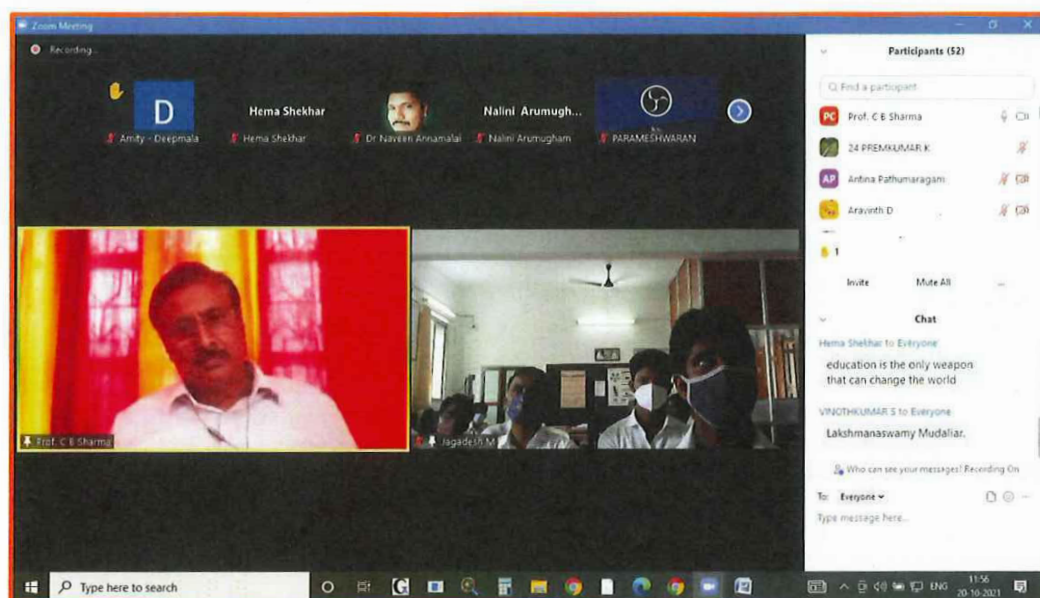 Zoom Meeting
Recording...
D
Hema Shekhar
Nalini Arumugh...
Amity - Deepmala
Hema Shekhar
Dr Naveen Annamalai
Nalini Arumugham
PARAMESHWARAN
Prof. C B Sharma
Jagadesh M
Participants (52)
Find a participant
PC Prof. C B Sharma
24 PREMKUMAR K
AP Antina Pathumaragam
Aravinth D
1
Invite Mute All ...
Chat
Hema Shekhar to Everyone
education is the only weapon
that can change the world
VINOTHKUMAR S to Everyone
Lakshmanaswamy Mudaliar.
Who can see your messages? Recording On
To: Everyone
Type message here...
Type here to search
ENG
11:56
20-10-2021